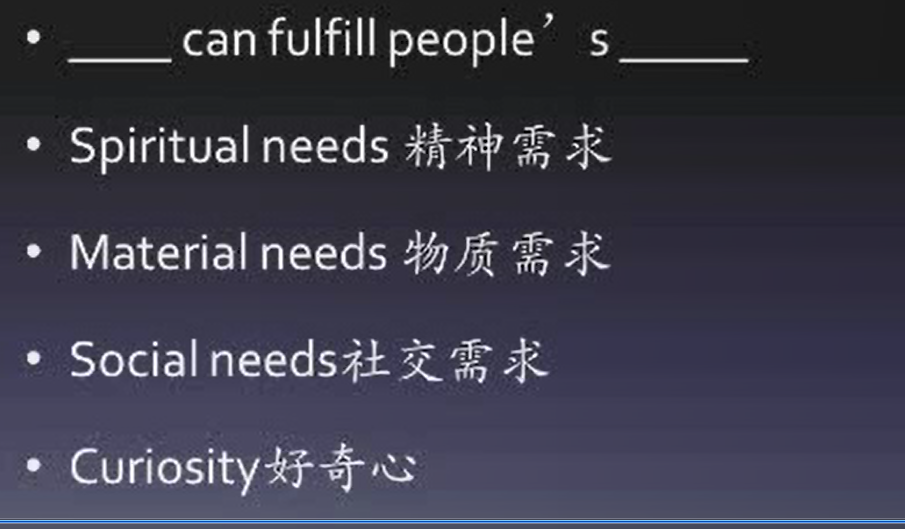 • ____ can fulfill people’s _____
• Spiritual needs 精神需求
• Material needs 物质需求
• Social needs社交需求
• Curiosity好奇心